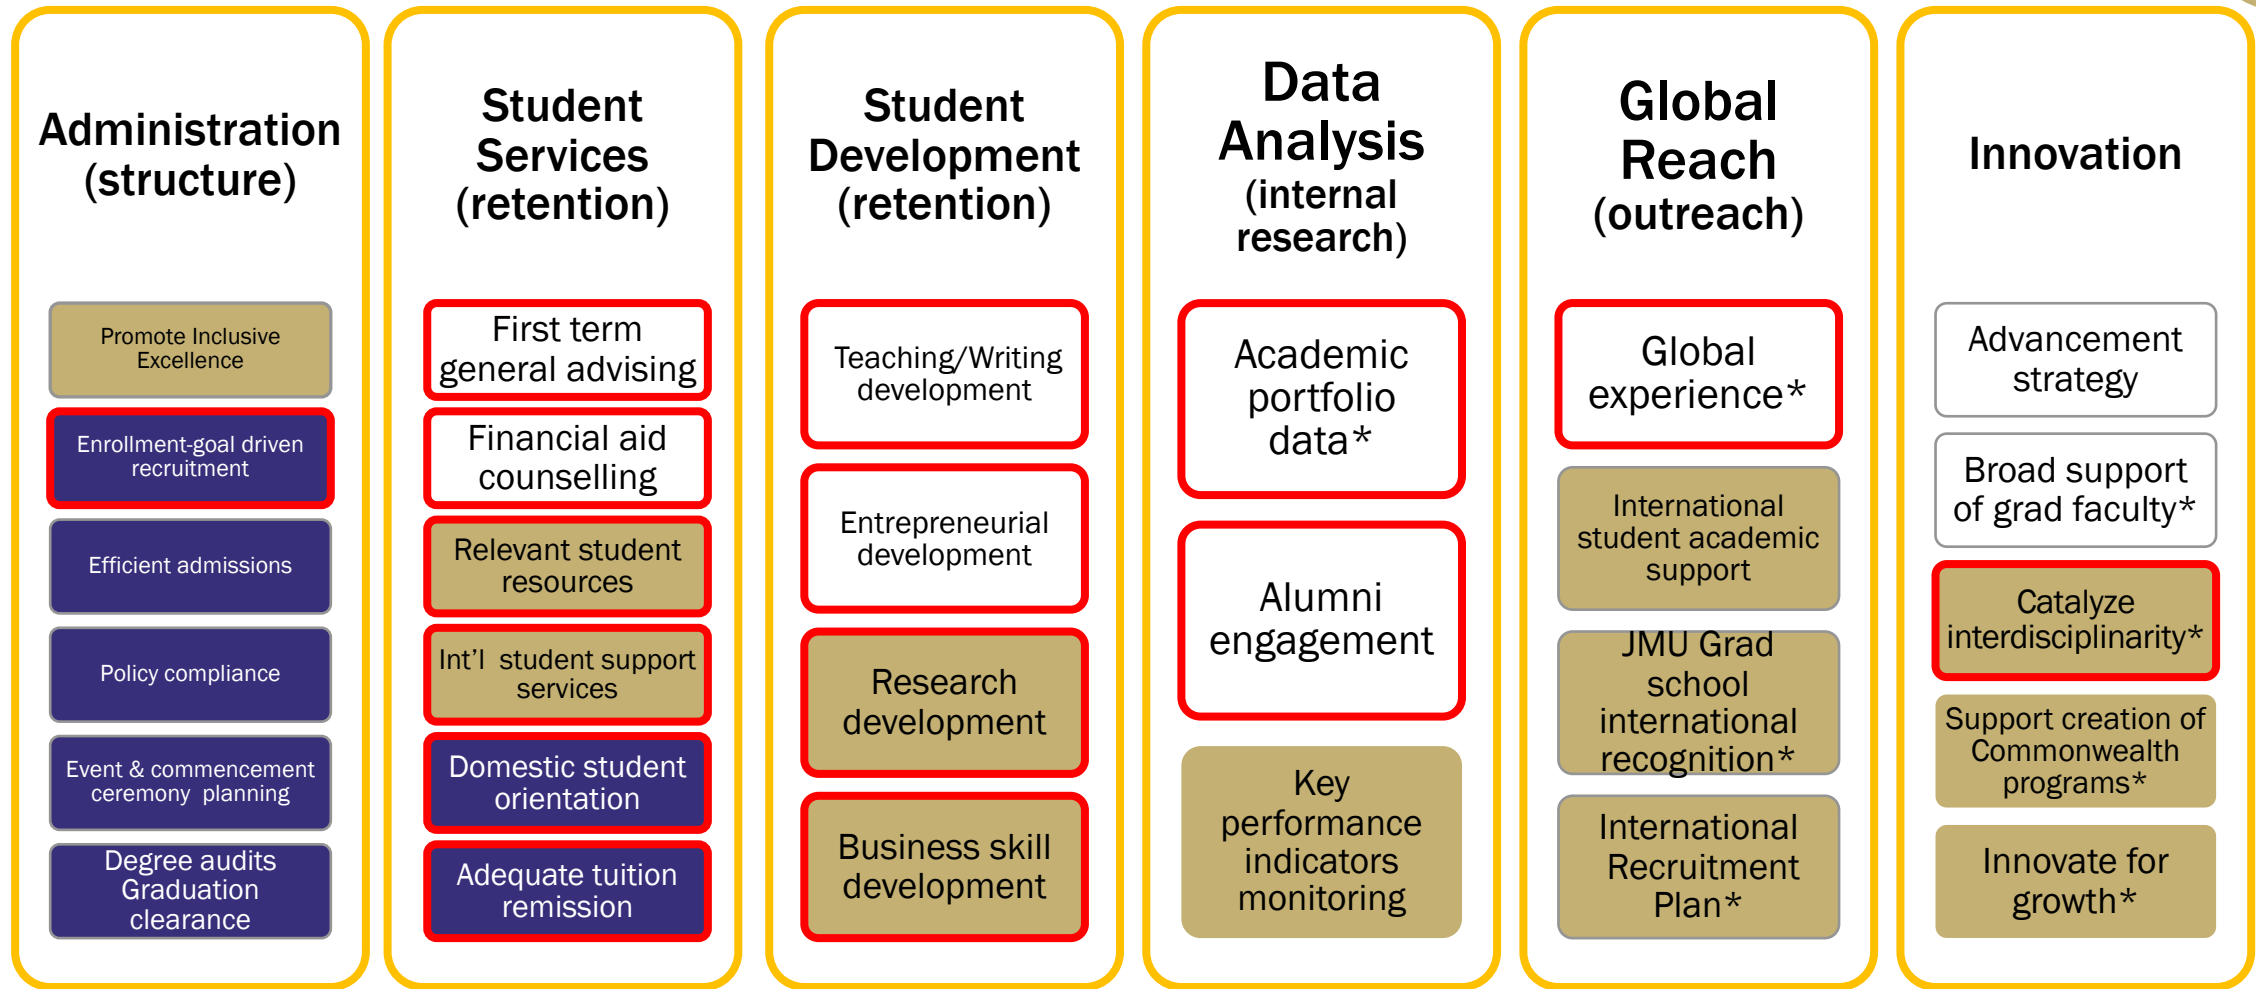 Administration
(structure)
Promote Inclusive
Excellence
Enrollment-goal driven
recruitment
Efficient admissions
Policy compliance
Event & commencement
ceremony planning
Degree audits
Graduation
clearance
Student
Services
(retention)
First term
general advising
Financial aid
counselling
Relevant student
resources
Int'l student support
services
Domestic student
orientation
Adequate tuition
remission
Student
Development
(retention)
Teaching/Writing
development
Entrepreneurial
development
Research
development
Business skill
development
Data
Analysis
(internal
research)
Academic
portfolio
data*
Alumni
engagement
Key
performance
indicators
monitoring
Global
Reach
(outreach)
Global
experience*
International
student academic
support
JMU Grad
school
international
recognition*
International
Recruitment
Plan*
Innovation
Advancement
strategy
Broad support
of grad faculty*
Catalyze
interdisciplinarity*
Support creation of
Commonwealth
programs*
Innovate for
growth*